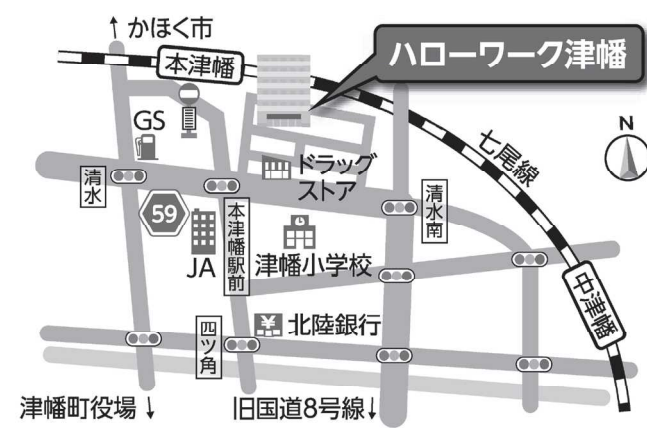 ↑かほく市
本津幡
ハローワーク津幡
GS
七尾線
N
ドラッグ
ストア
清水
59
本津幡駅前
清水南
JA
津幡小学校
中津幡
四ツ角
¥
北陸銀行
津幡町役場↓
旧国道8号線↓